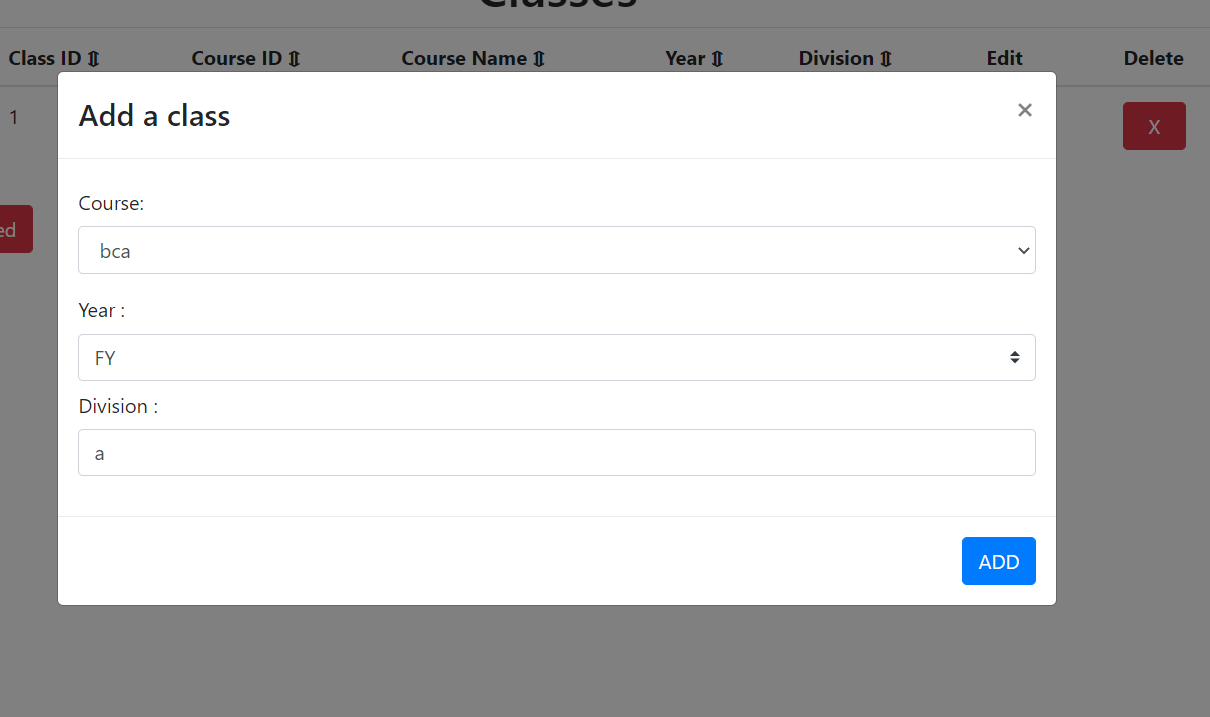 Classes
Class ID ⇕ Course ID ⇕ Course Name ⇕ Year ⇕ Division ⇕ Edit Delete
Add a class ×
1
X
Course:
ed
bca
Year :
FY
Division :
a
ADD